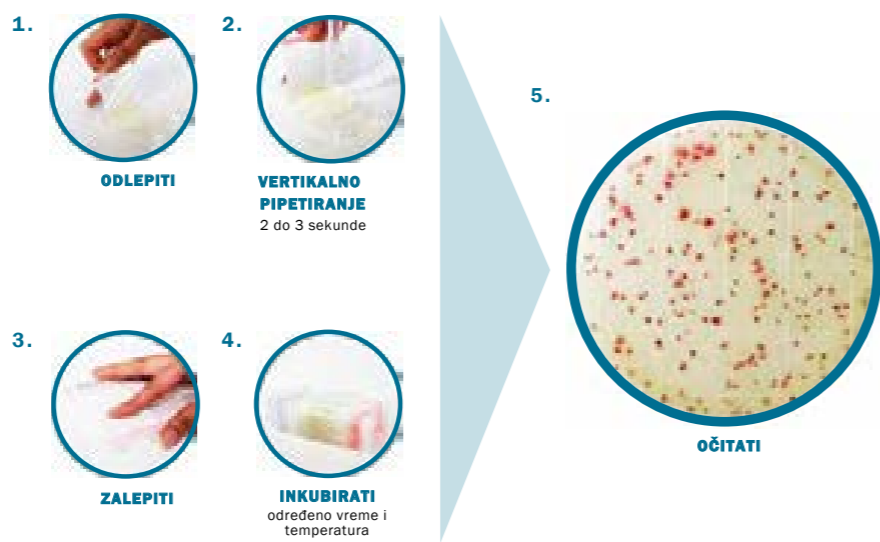 1.
ODLEPITI
2.
VERTIKALNO
PIPETIRANJE
2 do 3 sekunde
3.
ZALEPITI
4.
INKUBIRATI
određeno vreme i
temperatura
5.
OČITATI